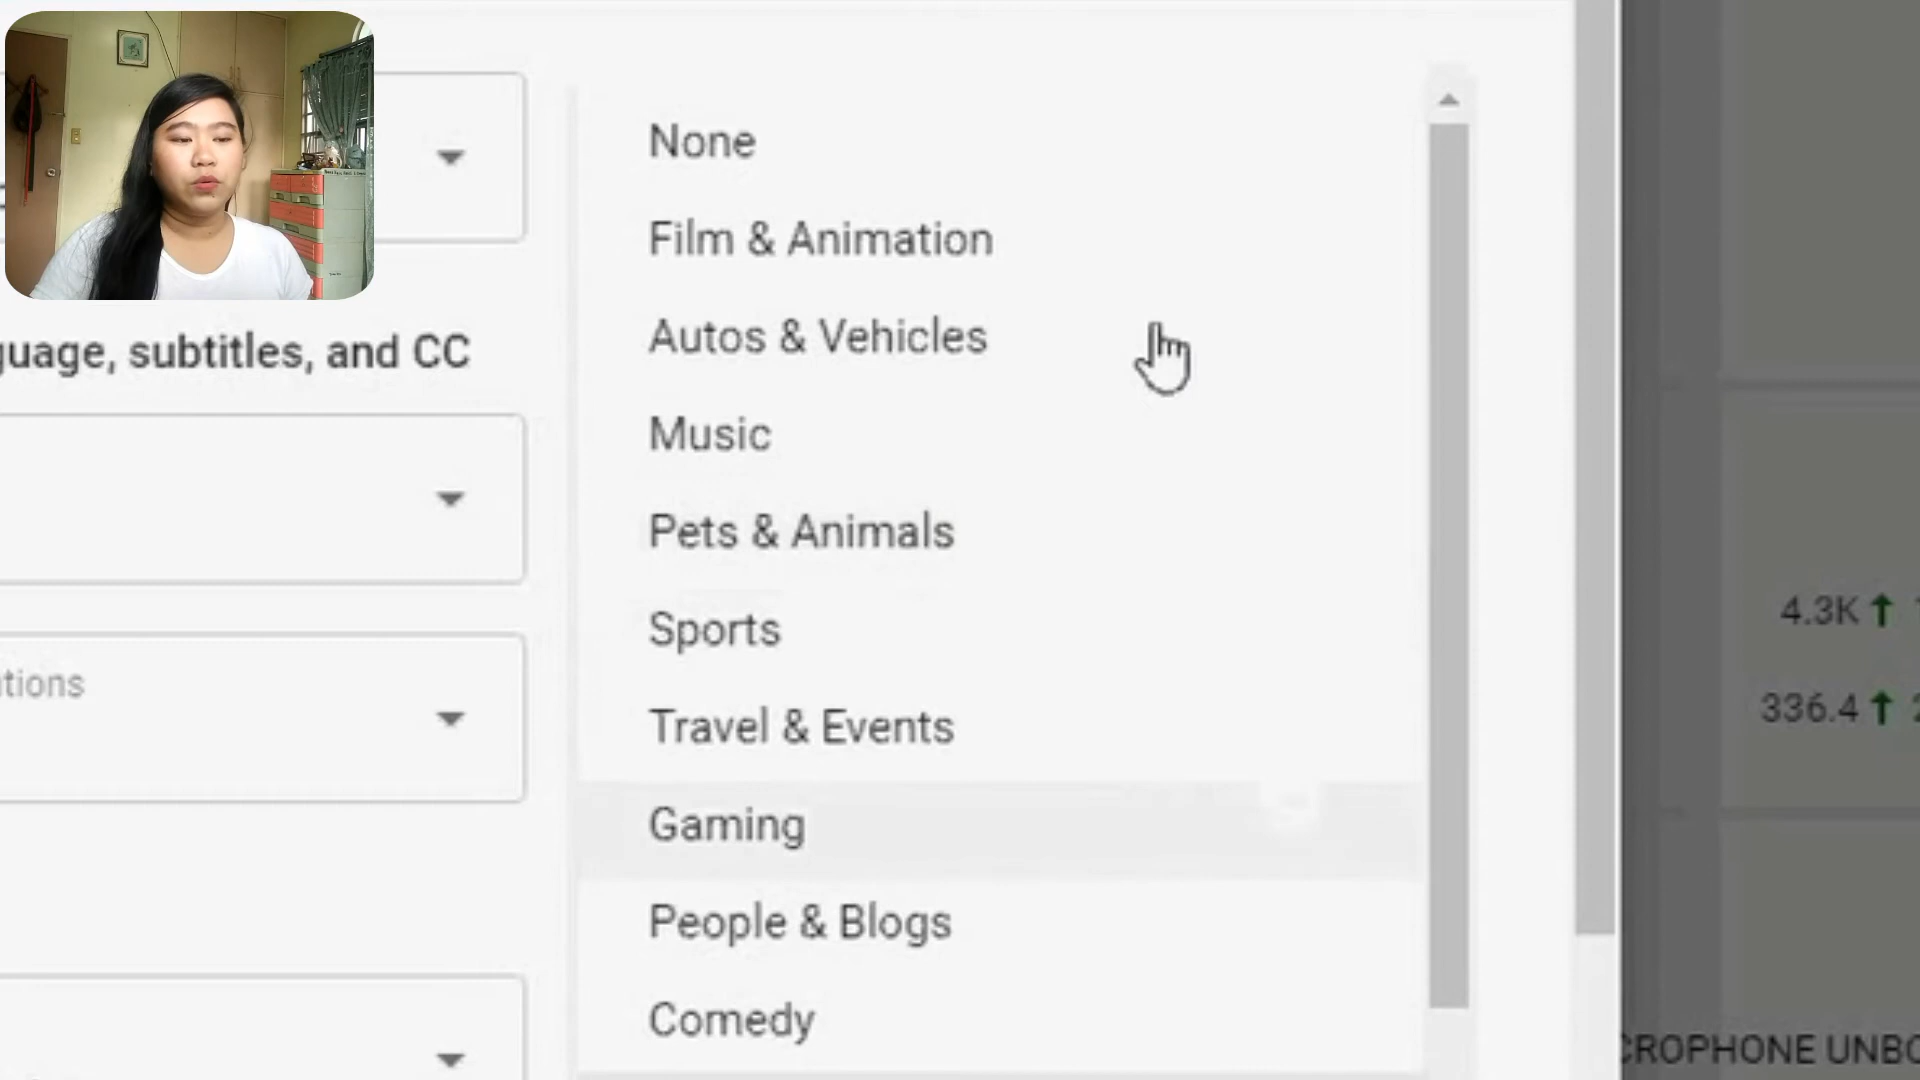 None
Film & Animation
Autos & Vehicles
guage, subtitles, and CC
Music
Pets & Animals
Sports
4.3K
tions
336.4
Travel & Events
Gaming
People & Blogs
Comedy
CROPHONE UNBO